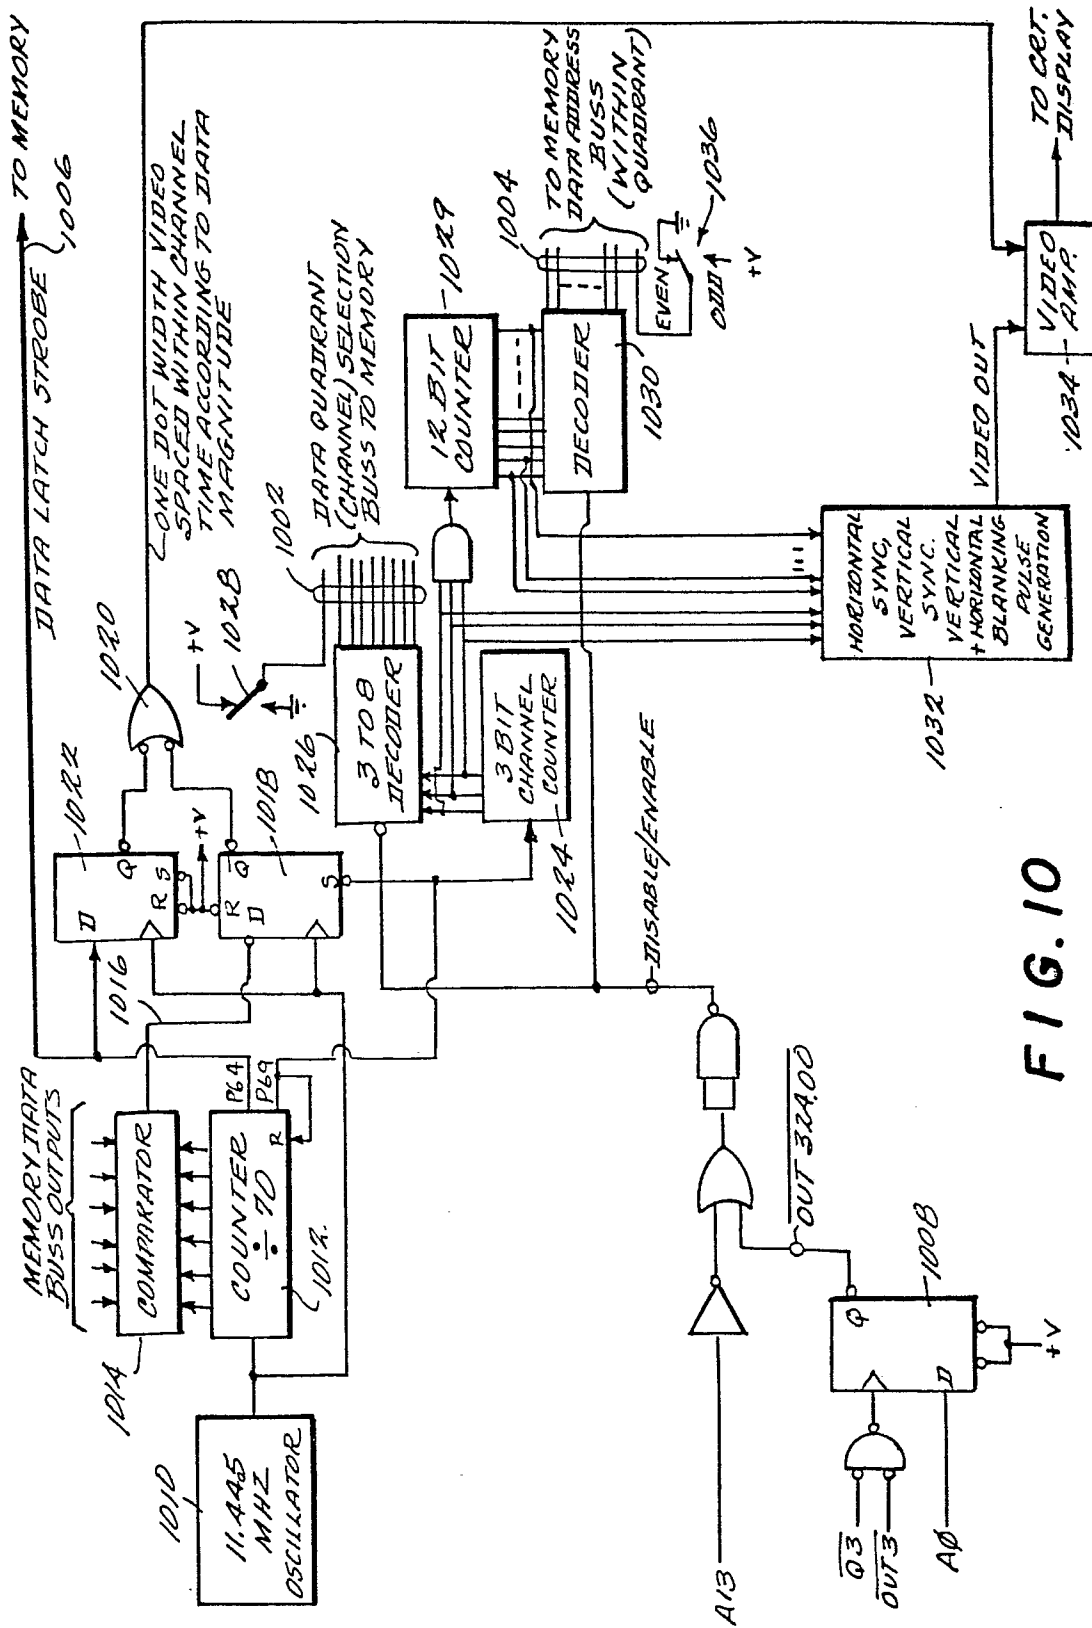 TO MEMORY
DATA LATCH STROBE
1006
ONE DOT WIDTH VIDEO
SPACED WITHIN CHANNEL
TIME ACCORDING TO DATA
MAGNITUDE
MEMORY DATA
BUSS OUTPUTS
1014
COMPARATOR
1016
COUNTER
÷70
1012
P64
P69
R
1010
11.445
MHZ
OSCILLATOR
1022
D
Q
R S
+V
R
D
Q
S
1018
1020
+V
1028
1026
3 TO 8
DECODER
1002
DATA QUADRANT
(CHANNEL) SELECTION
BUSS TO MEMORY
3 BIT
CHANNEL
COUNTER
1024
12 BIT
COUNTER
1029
DECODER
1030
1004
TO MEMORY
DATA ADDRESS
BUSS
(WITHIN
QUADRANT)
EVEN
ODD
+V
1036
DISABLE/ENABLE
HORIZONTAL
SYNC,
VERTICAL
SYNC.
VERTICAL
+ HORIZONTAL
BLANKING
PULSE
GENERATION
1032
VIDEO OUT
VIDEO
AMP.
1034
TO CRT.
DISPLAY
A13
OUT 324.00
Q3
OUT3
A0
Q
D
1008
+V
FIG. 10